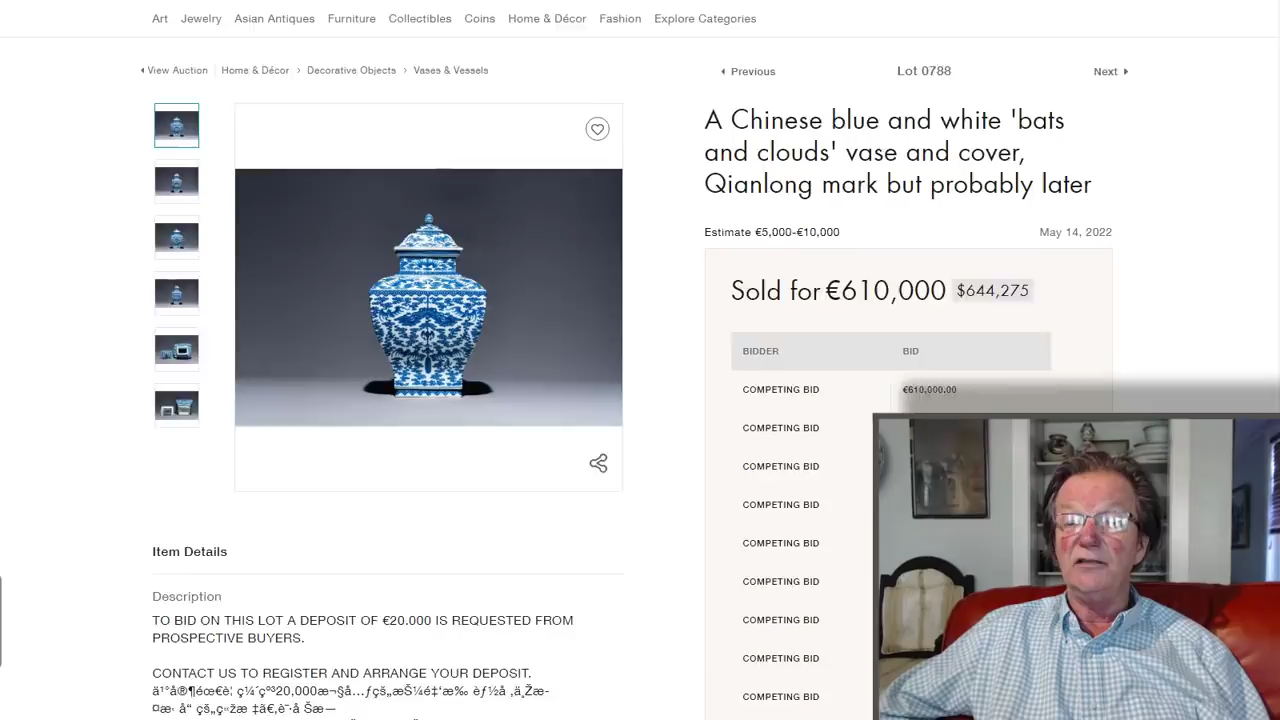 Art Jewelry Asian Antiques Furniture Collectibles Coins Home & Décor Fashion Explore Categories
View Auction Home & Décor › Decorative Objects › Vases & Vessels
Previous Lot 0788 Next
A Chinese blue and white 'bats
and clouds' vase and cover,
Qianlong mark but probably later
Estimate €5,000-€10,000 May 14, 2022
Sold for €610,000 $644,275
BIDDER BID
COMPETING BID €610,000.00
COMPETING BID
COMPETING BID
COMPETING BID
COMPETING BID
COMPETING BID
COMPETING BID
COMPETING BID
COMPETING BID
Item Details
Description
TO BID ON THIS LOT A DEPOSIT OF €20.000 IS REQUESTED FROM
PROSPECTIVE BUYERS.
CONTACT US TO REGISTER AND ARRANGE YOUR DEPOSIT.